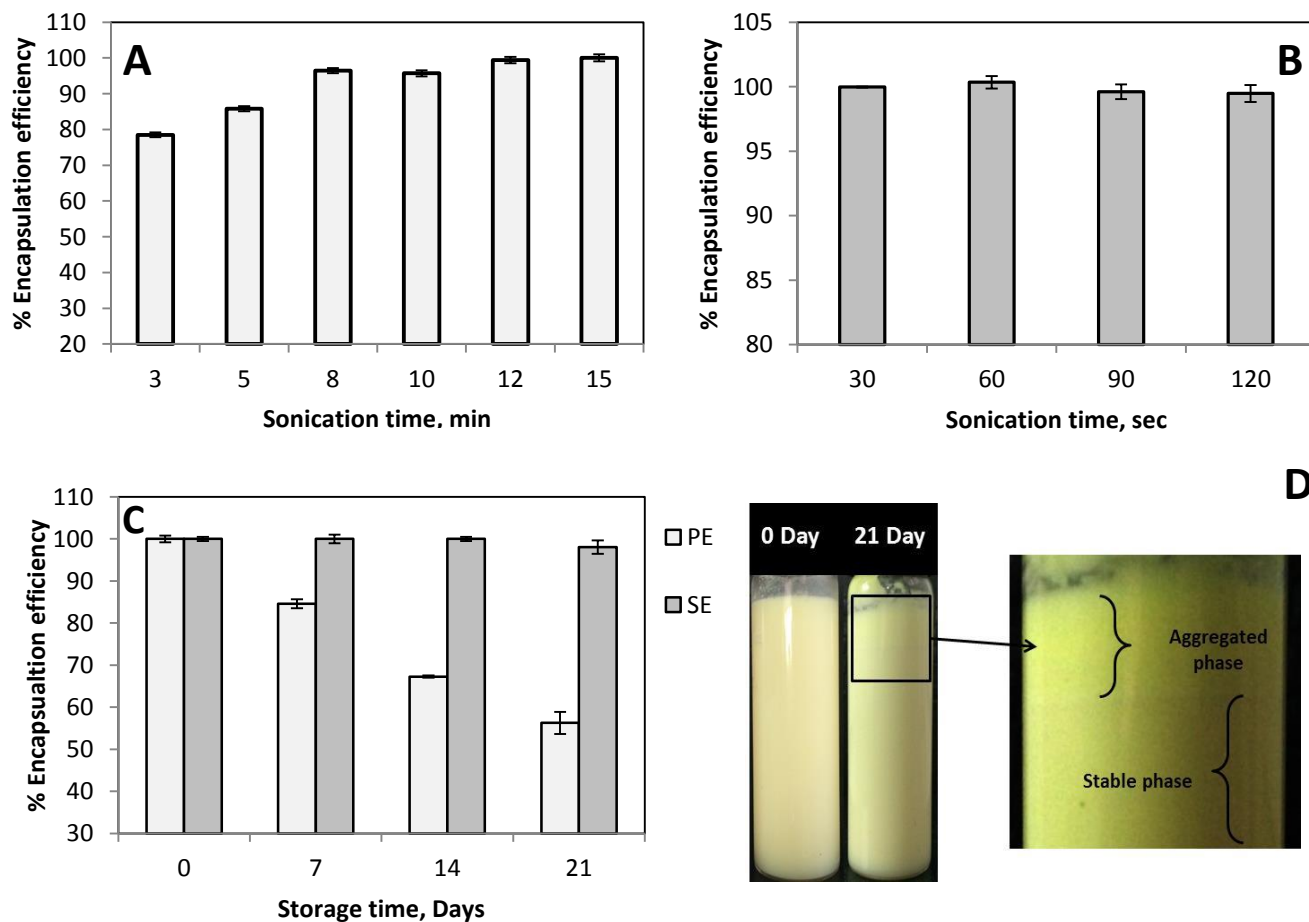 A
% Encapsulation efficiency
110
100
90
80
70
60
50
40
30
20
3 5 8 10 12 15
Sonication time, min
B
% Encapsulation efficiency
105
100
95
90
85
80
30 60 90 120
Sonication time, sec
C
% Encapsualtion efficiency
110
100
90
80
70
60
50
40
30
0 7 14 21
Storage time, Days
PE
SE
D
0 Day 21 Day
Aggregated
phase
Stable phase